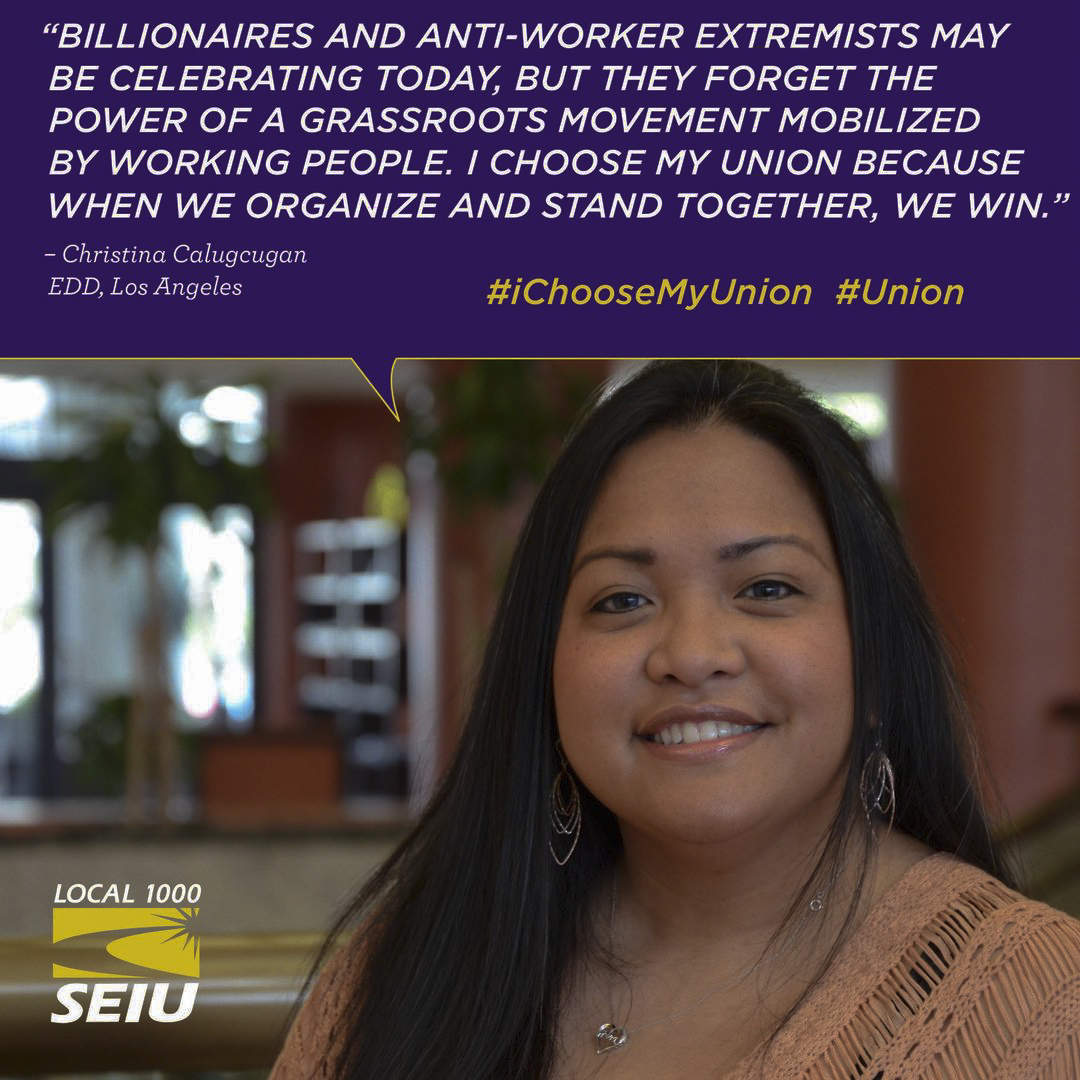 “BILLIONAIRES AND ANTI-WORKER EXTREMISTS MAY
BE CELEBRATING TODAY, BUT THEY FORGET THE
POWER OF A GRASSROOTS MOVEMENT MOBILIZED
BY WORKING PEOPLE. I CHOOSE MY UNION BECAUSE
WHEN WE ORGANIZE AND STAND TOGETHER, WE WIN.”
– Christina Calugcugan
EDD, Los Angeles
#iChooseMyUnion #Union
LOCAL 1000
SEIU